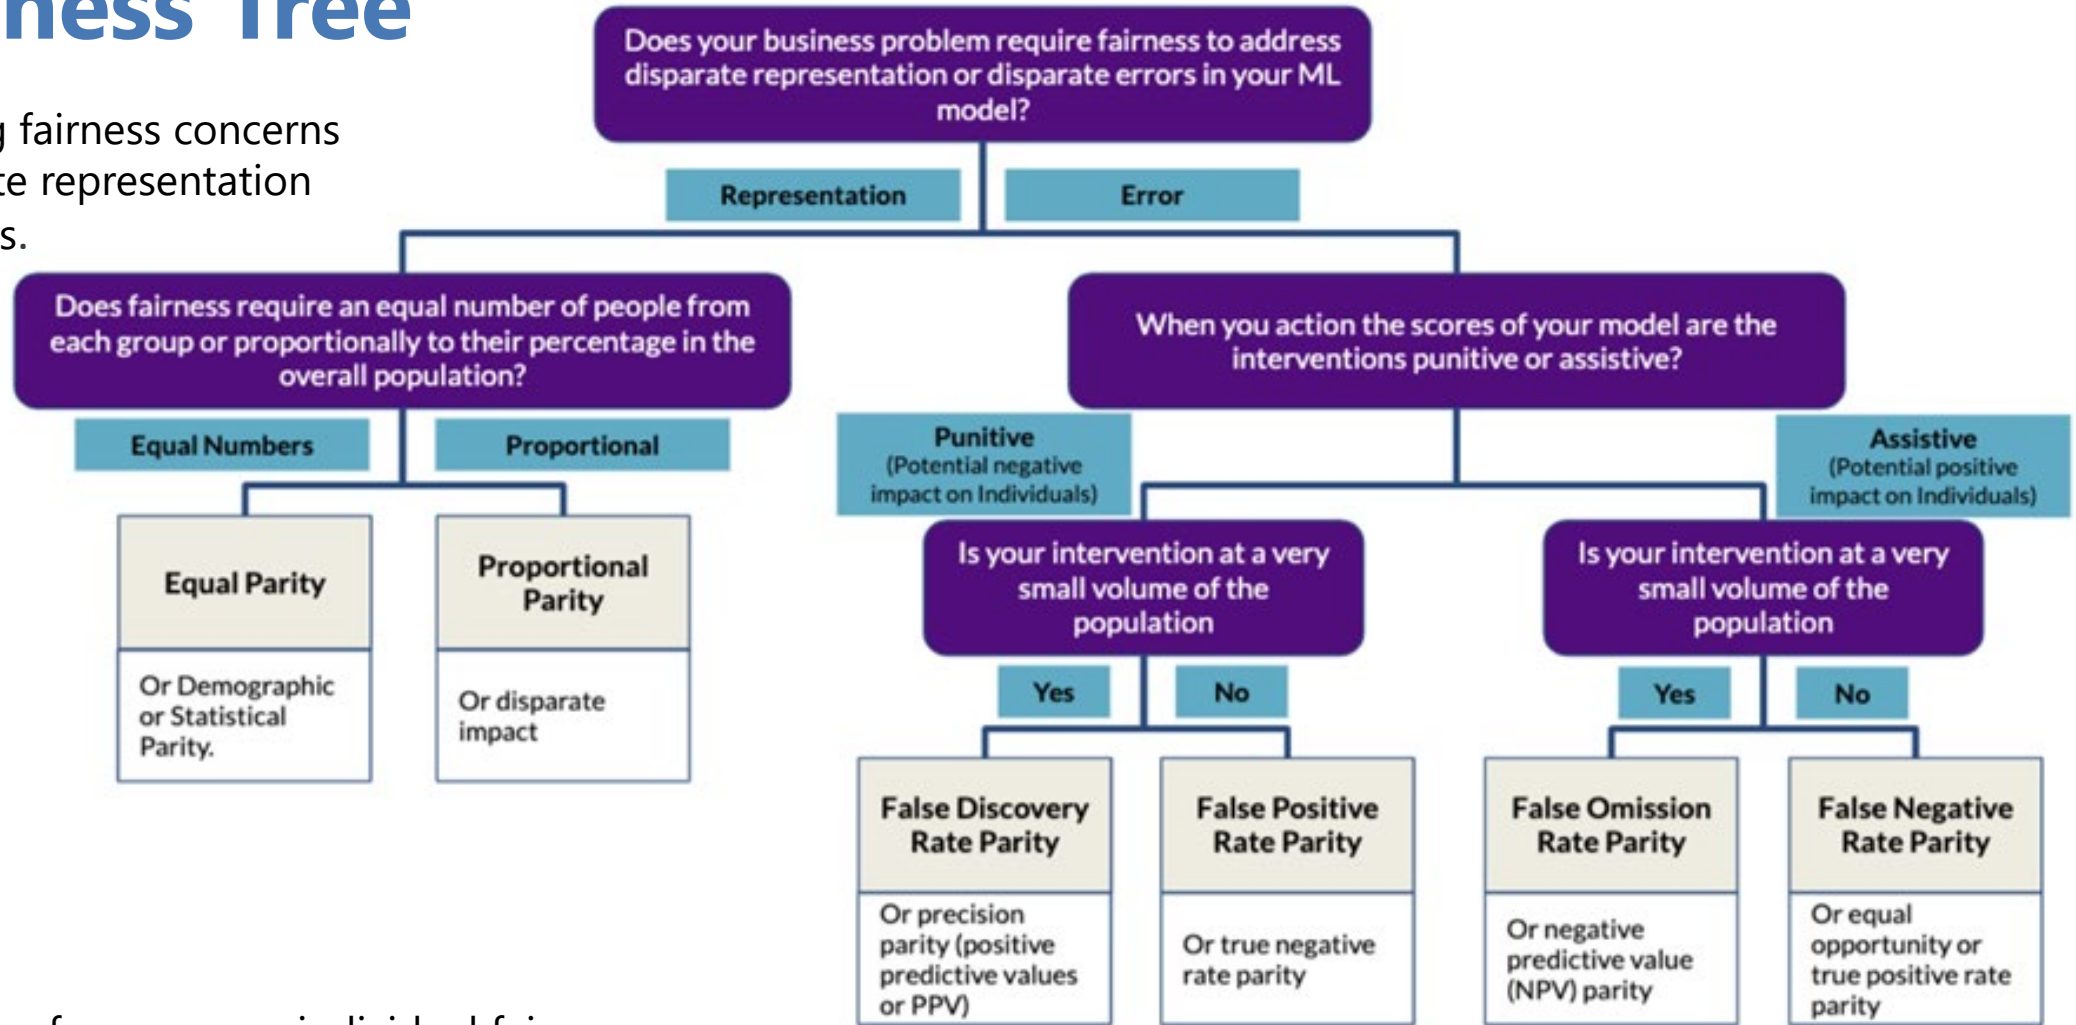 ness Tree
g fairness concerns
te representation
s.
Does your business problem require fairness to address
disparate representation or disparate errors in your ML
model?
Representation
Error
Does fairness require an equal number of people from
each group or proportionally to their percentage in the
overall population?
When you action the scores of your model are the
interventions punitive or assistive?
Equal Numbers
Proportional
Punitive
(Potential negative
impact on Individuals)
Assistive
(Potential positive
impact on Individuals)
Equal Parity
Or Demographic
or Statistical
Parity.
Proportional
Parity
Or disparate
impact
Is your intervention at a very
small volume of the
population
Is your intervention at a very
small volume of the
population
Yes
No
Yes
No
False Discovery
Rate Parity
Or precision
parity (positive
predictive values
or PPV)
False Positive
Rate Parity
Or true negative
rate parity
False Omission
Rate Parity
Or negative
predictive value
(NPV) parity
False Negative
Rate Parity
Or equal
opportunity or
true positive rate
parity